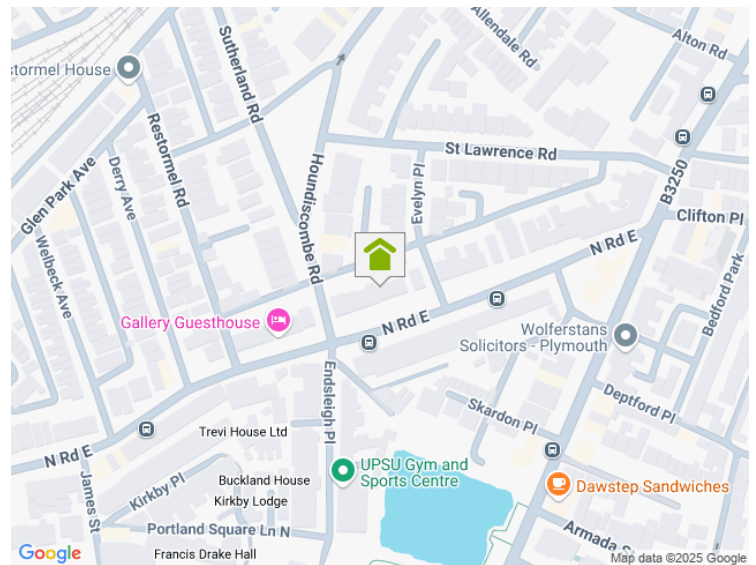 Allendale Rd
Alton Rd
estormel House
Sutherland Rd
Restormel Rd
Houndiscombe Rd
St Lawrence Rd
Evelyn Pl
B3250
Clifton Pl
Glen Park Ave
Derry Ave
Welbeck Ave
N Rd E
Bedford Park
Gallery Guesthouse
N Rd E
Wolferstans
Solicitors - Plymouth
Endsleigh Pl
Deptford Pl
Skardon Pl
Trevi House Ltd
N Rd E
James St
Kirkby Pl
Buckland House
Kirkby Lodge
UPSU Gym and
Sports Centre
Dawstep Sandwiches
Portland Square Ln N
Francis Drake Hall
Armada S
Google
Map data ©2025 Google